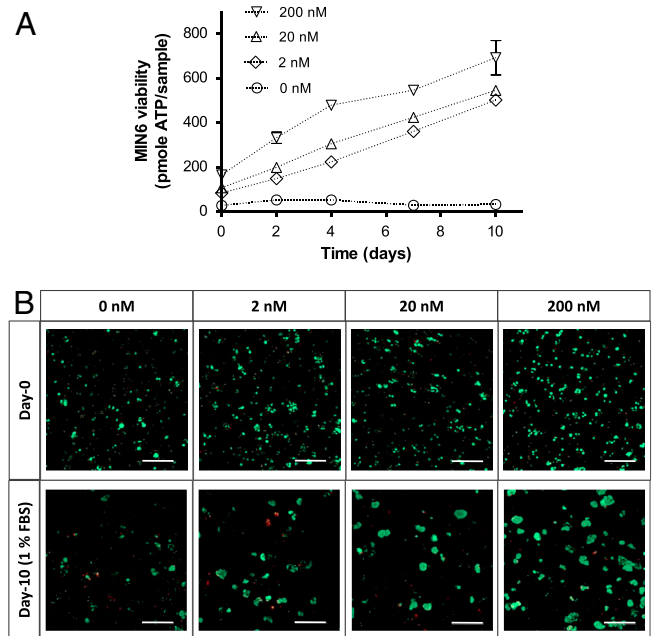 A
200 nM
20 nM
2 nM
0 nM
MIN6 viability
(pmole ATP/sample)
800
600
400
200
0
0 2 4 6 8 10
Time (days)
B
0 nM 2 nM 20 nM 200 nM
Day-0
Day-10 (1 % FBS)